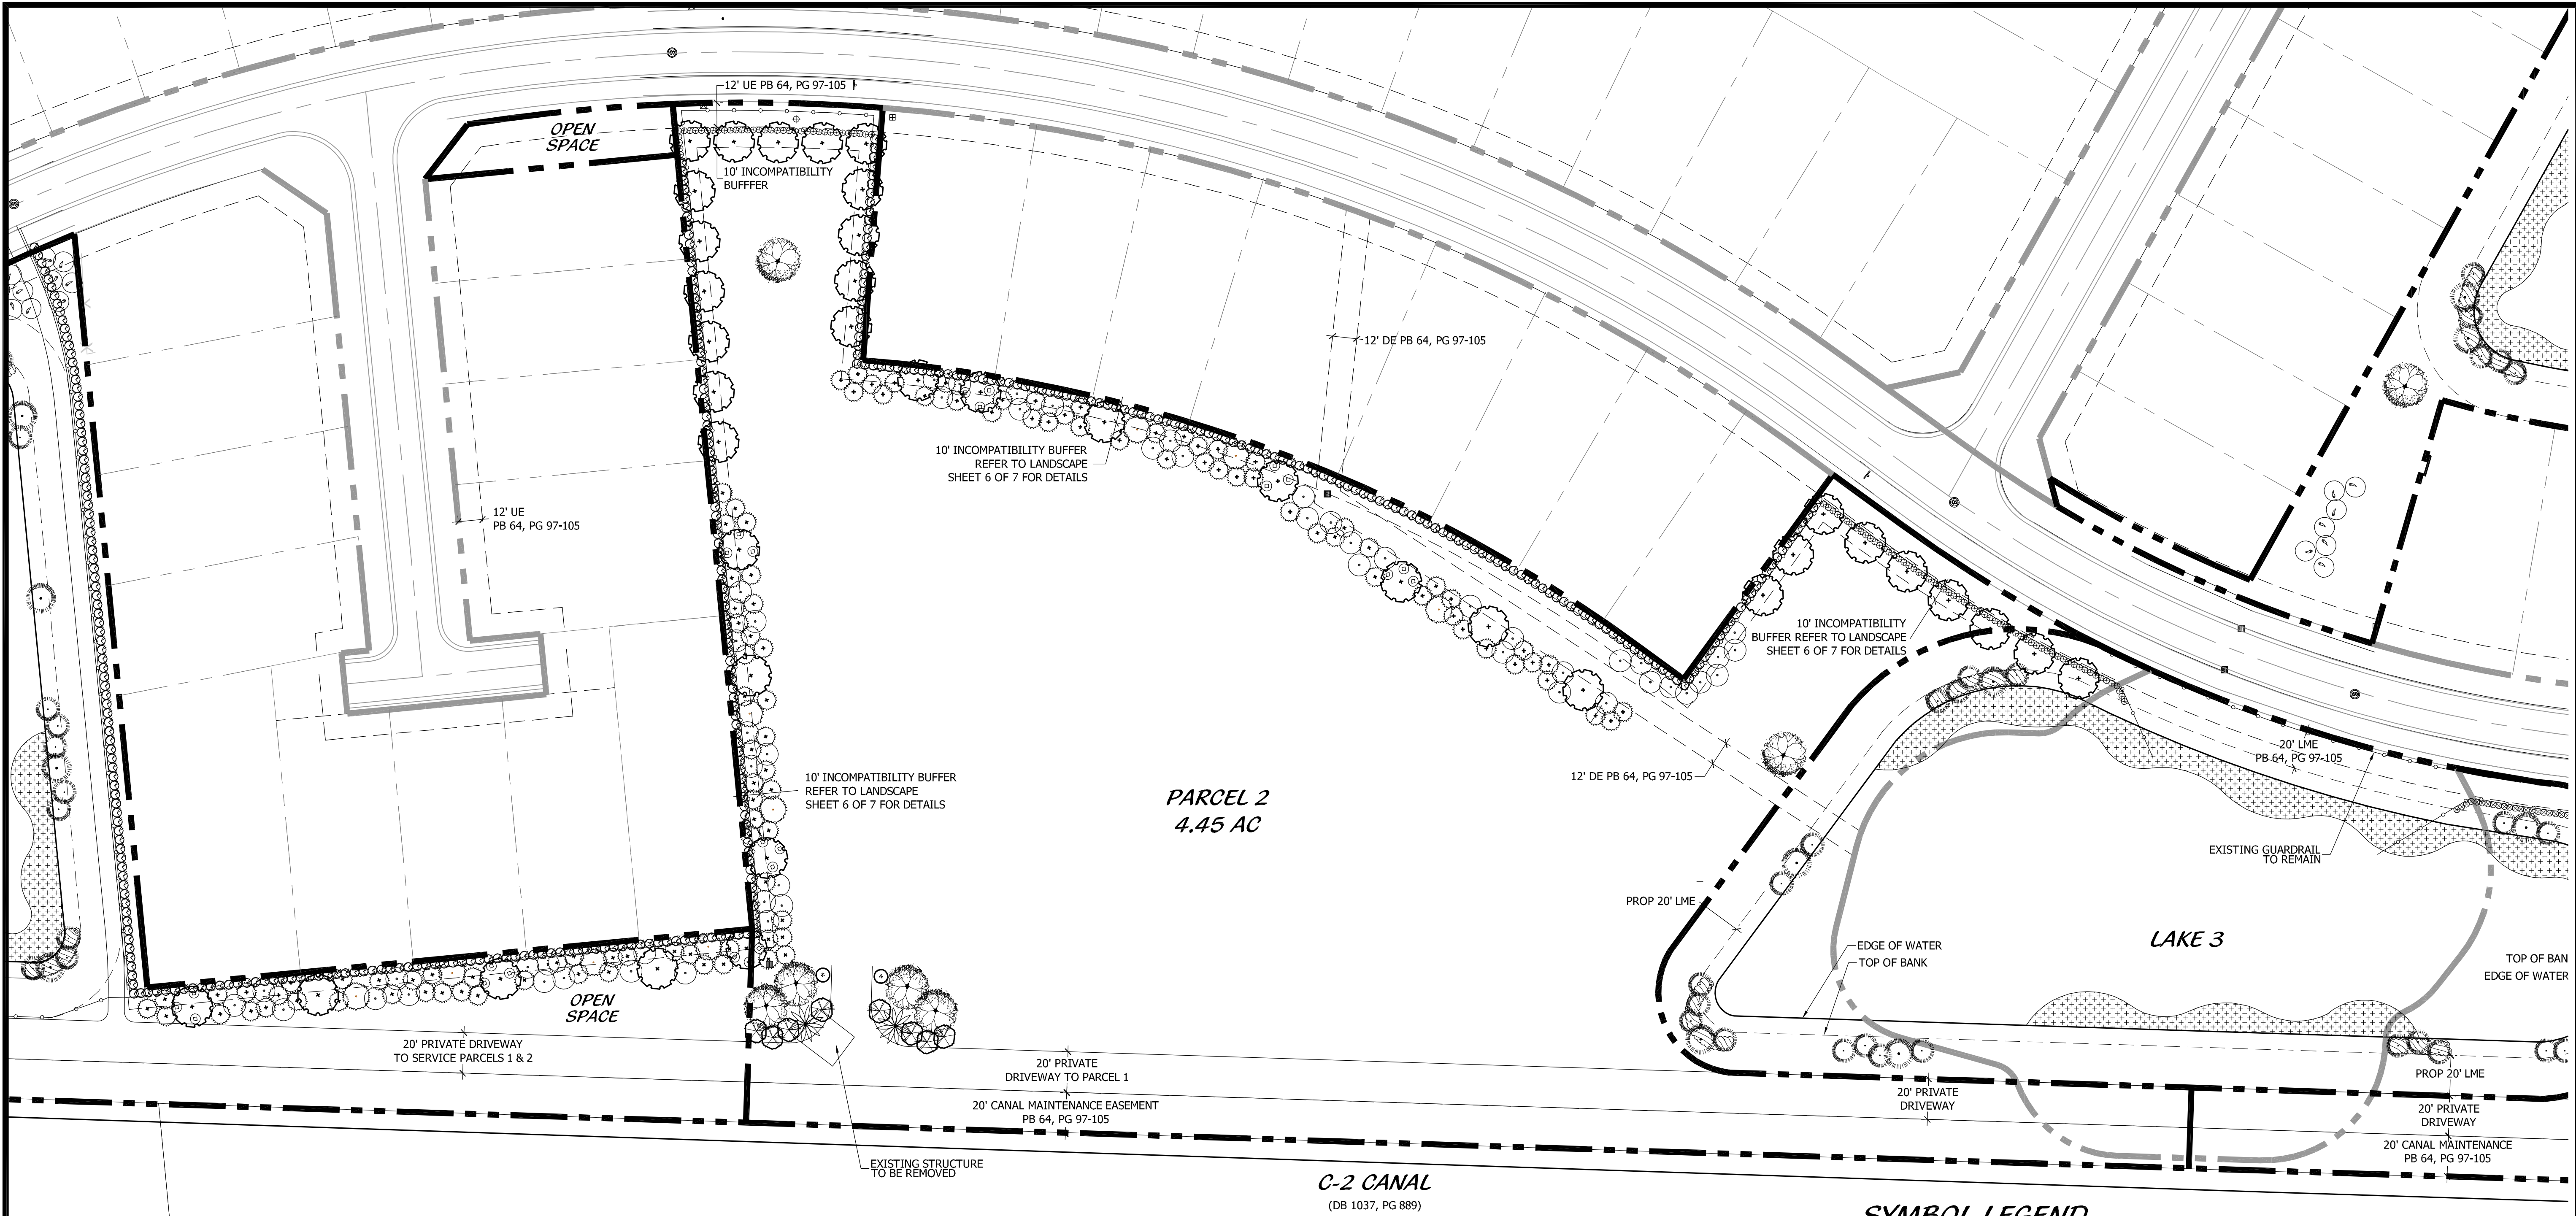 12' UE PB 64, PG 97-105
OPEN
SPACE
10' INCOMPATIBILITY
BUFFFER
12' DE PB 64, PG 97-105
10' INCOMPATIBILITY BUFFER
REFER TO LANDSCAPE
SHEET 6 OF 7 FOR DETAILS
12' UE
PB 64, PG 97-105
10' INCOMPATIBILITY
BUFFER REFER TO LANDSCAPE
SHEET 6 OF 7 FOR DETAILS
20' LME
PB 64, PG 97-105
12' DE PB 64, PG 97-105
10' INCOMPATIBILITY BUFFER
REFER TO LANDSCAPE
SHEET 6 OF 7 FOR DETAILS
PARCEL 2
4.45 AC
EXISTING GUARDRAIL
TO REMAIN
PROP 20' LME
EDGE OF WATER
TOP OF BANK
LAKE 3
TOP OF BAN
EDGE OF WATER
OPEN
SPACE
20' PRIVATE DRIVEWAY
TO SERVICE PARCELS 1 & 2
20' PRIVATE
DRIVEWAY TO PARCEL 1
20' CANAL MAINTENANCE EASEMENT
PB 64, PG 97-105
20' PRIVATE
DRIVEWAY
PROP 20' LME
20' PRIVATE
DRIVEWAY
20' CANAL MAINTENANCE
PB 64, PG 97-105
EXISTING STRUCTURE
TO BE REMOVED
C-2 CANAL
(DB 1037, PG 889)
SYMBOL LEGEND